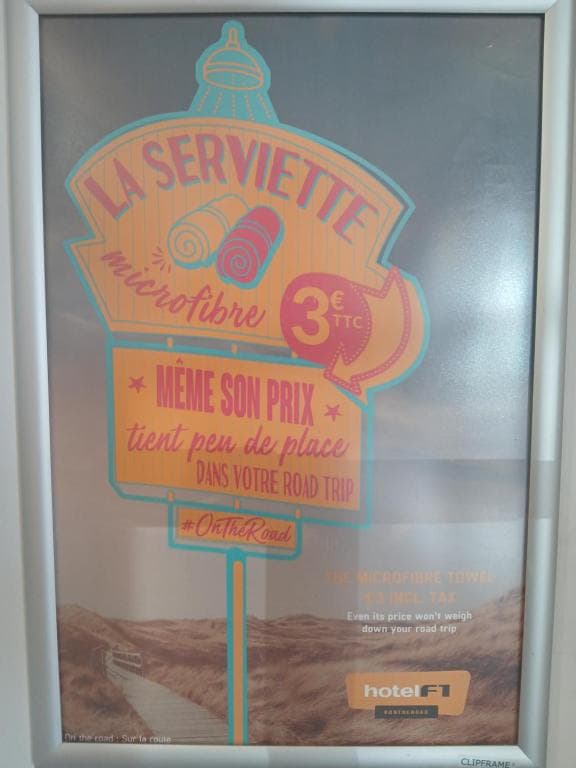 LA SERVIETTE
microfibre
3€
TTC
MÊME SON PRIX
tient peu de place
DANS VOTRE ROAD TRIP
#OnTheRoad
THE MICROFIBRE TOWEL
€3 INCL. TAX
Even its price won't weigh
down your road trip
hotelF1
#ONTHEROAD
On the road : Sur la route
CLIPFRAME®